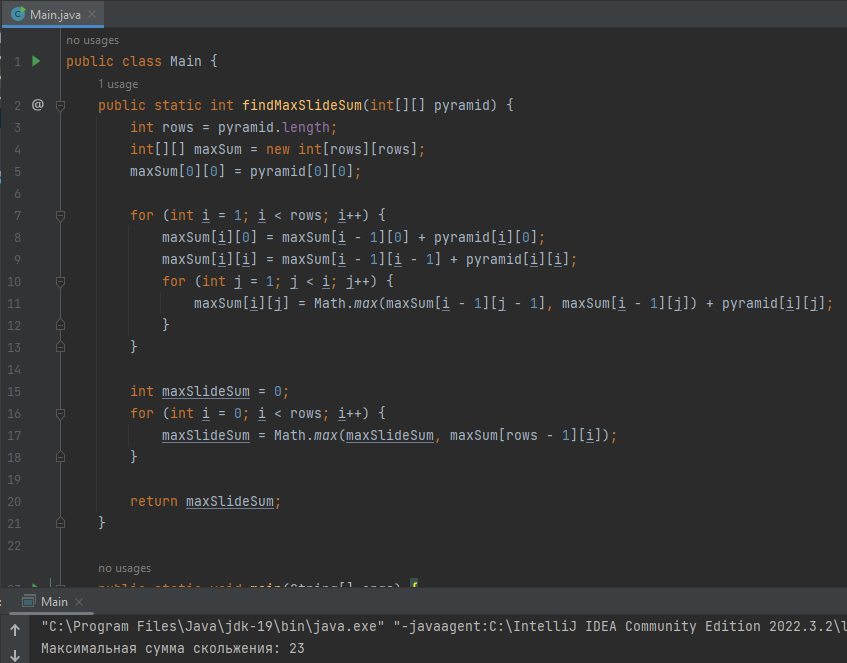 Main.java
no usages
1 public class Main {
1 usage
2 @ public static int findMaxSlideSum(int[][] pyramid) {
3 int rows = pyramid.length;
4 int[][] maxSum = new int[rows][rows];
5 maxSum[0][0] = pyramid[0][0];
6
7 for (int i = 1; i < rows; i++) {
8 maxSum[i][0] = maxSum[i - 1][0] + pyramid[i][0];
9 maxSum[i][i] = maxSum[i - 1][i - 1] + pyramid[i][i];
10 for (int j = 1; j < i; j++) {
11 maxSum[i][j] = Math.max(maxSum[i - 1][j - 1], maxSum[i - 1][j]) + pyramid[i][j];
12 }
13 }
14
15 int maxSlideSum = 0;
16 for (int i = 0; i < rows; i++) {
17 maxSlideSum = Math.max(maxSlideSum, maxSum[rows - 1][i]);
18 }
19
20 return maxSlideSum;
21 }
22
no usages
public static void main(String[] args) {
Main
"C:\Program Files\Java\jdk-19\bin\java.exe" "-javaagent:C:\IntelliJ IDEA Community Edition 2022.3.2\l
Максимальная сумма скольжения: 23